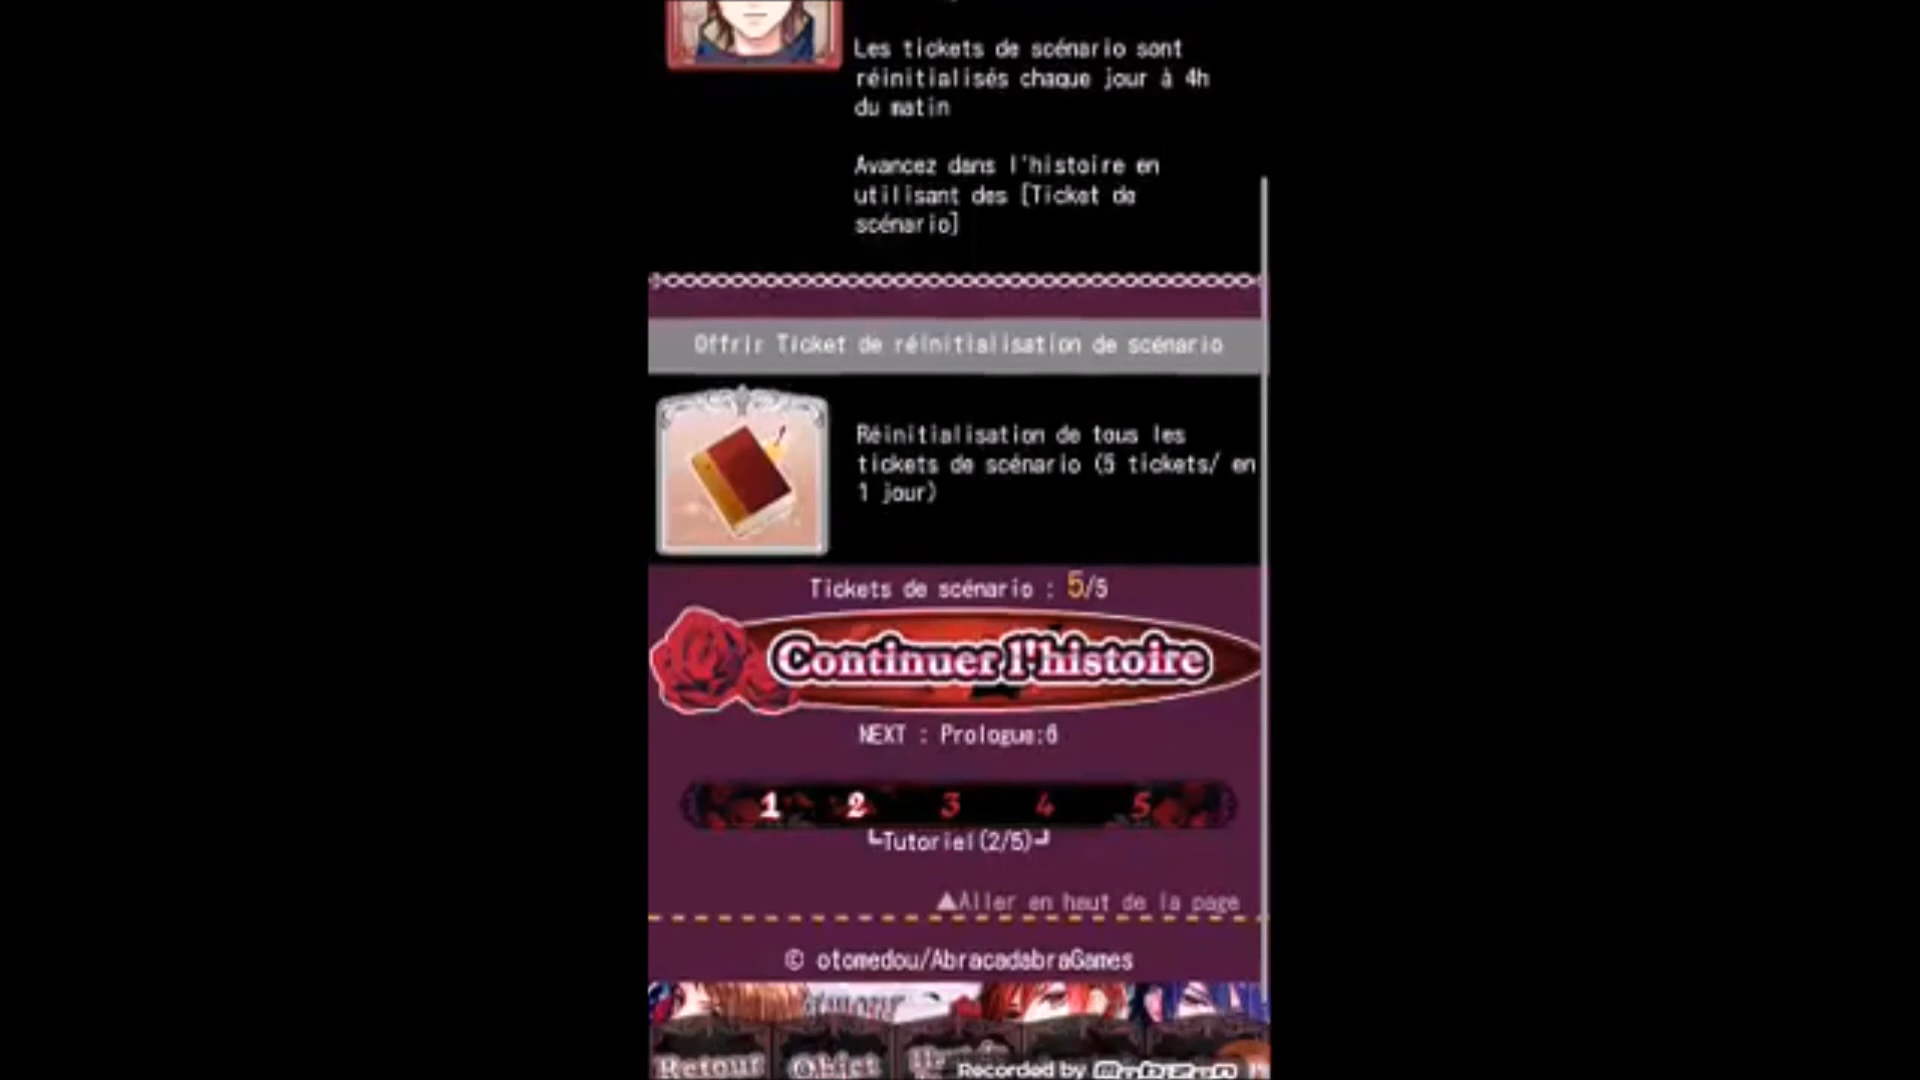 Les tickets de scénario sont
réinitialisés chaque jour à 4h
du matin
Avancez dans l'histoire en
utilisant des [Ticket de
scénario]
Offrir Ticket de réinitialisation de scénario
Réinitialisation de tous les
tickets de scénario (5 tickets/ en
1 jour)
Tickets de scénario : 5/5
Continuer l'histoire
NEXT : Prologue:6
1 2 3 4 5
└Tutoriel(2/5)┘
▲Aller en haut de la page
© otomedou/AbracadabraGames
Retour Objet
Recorded by